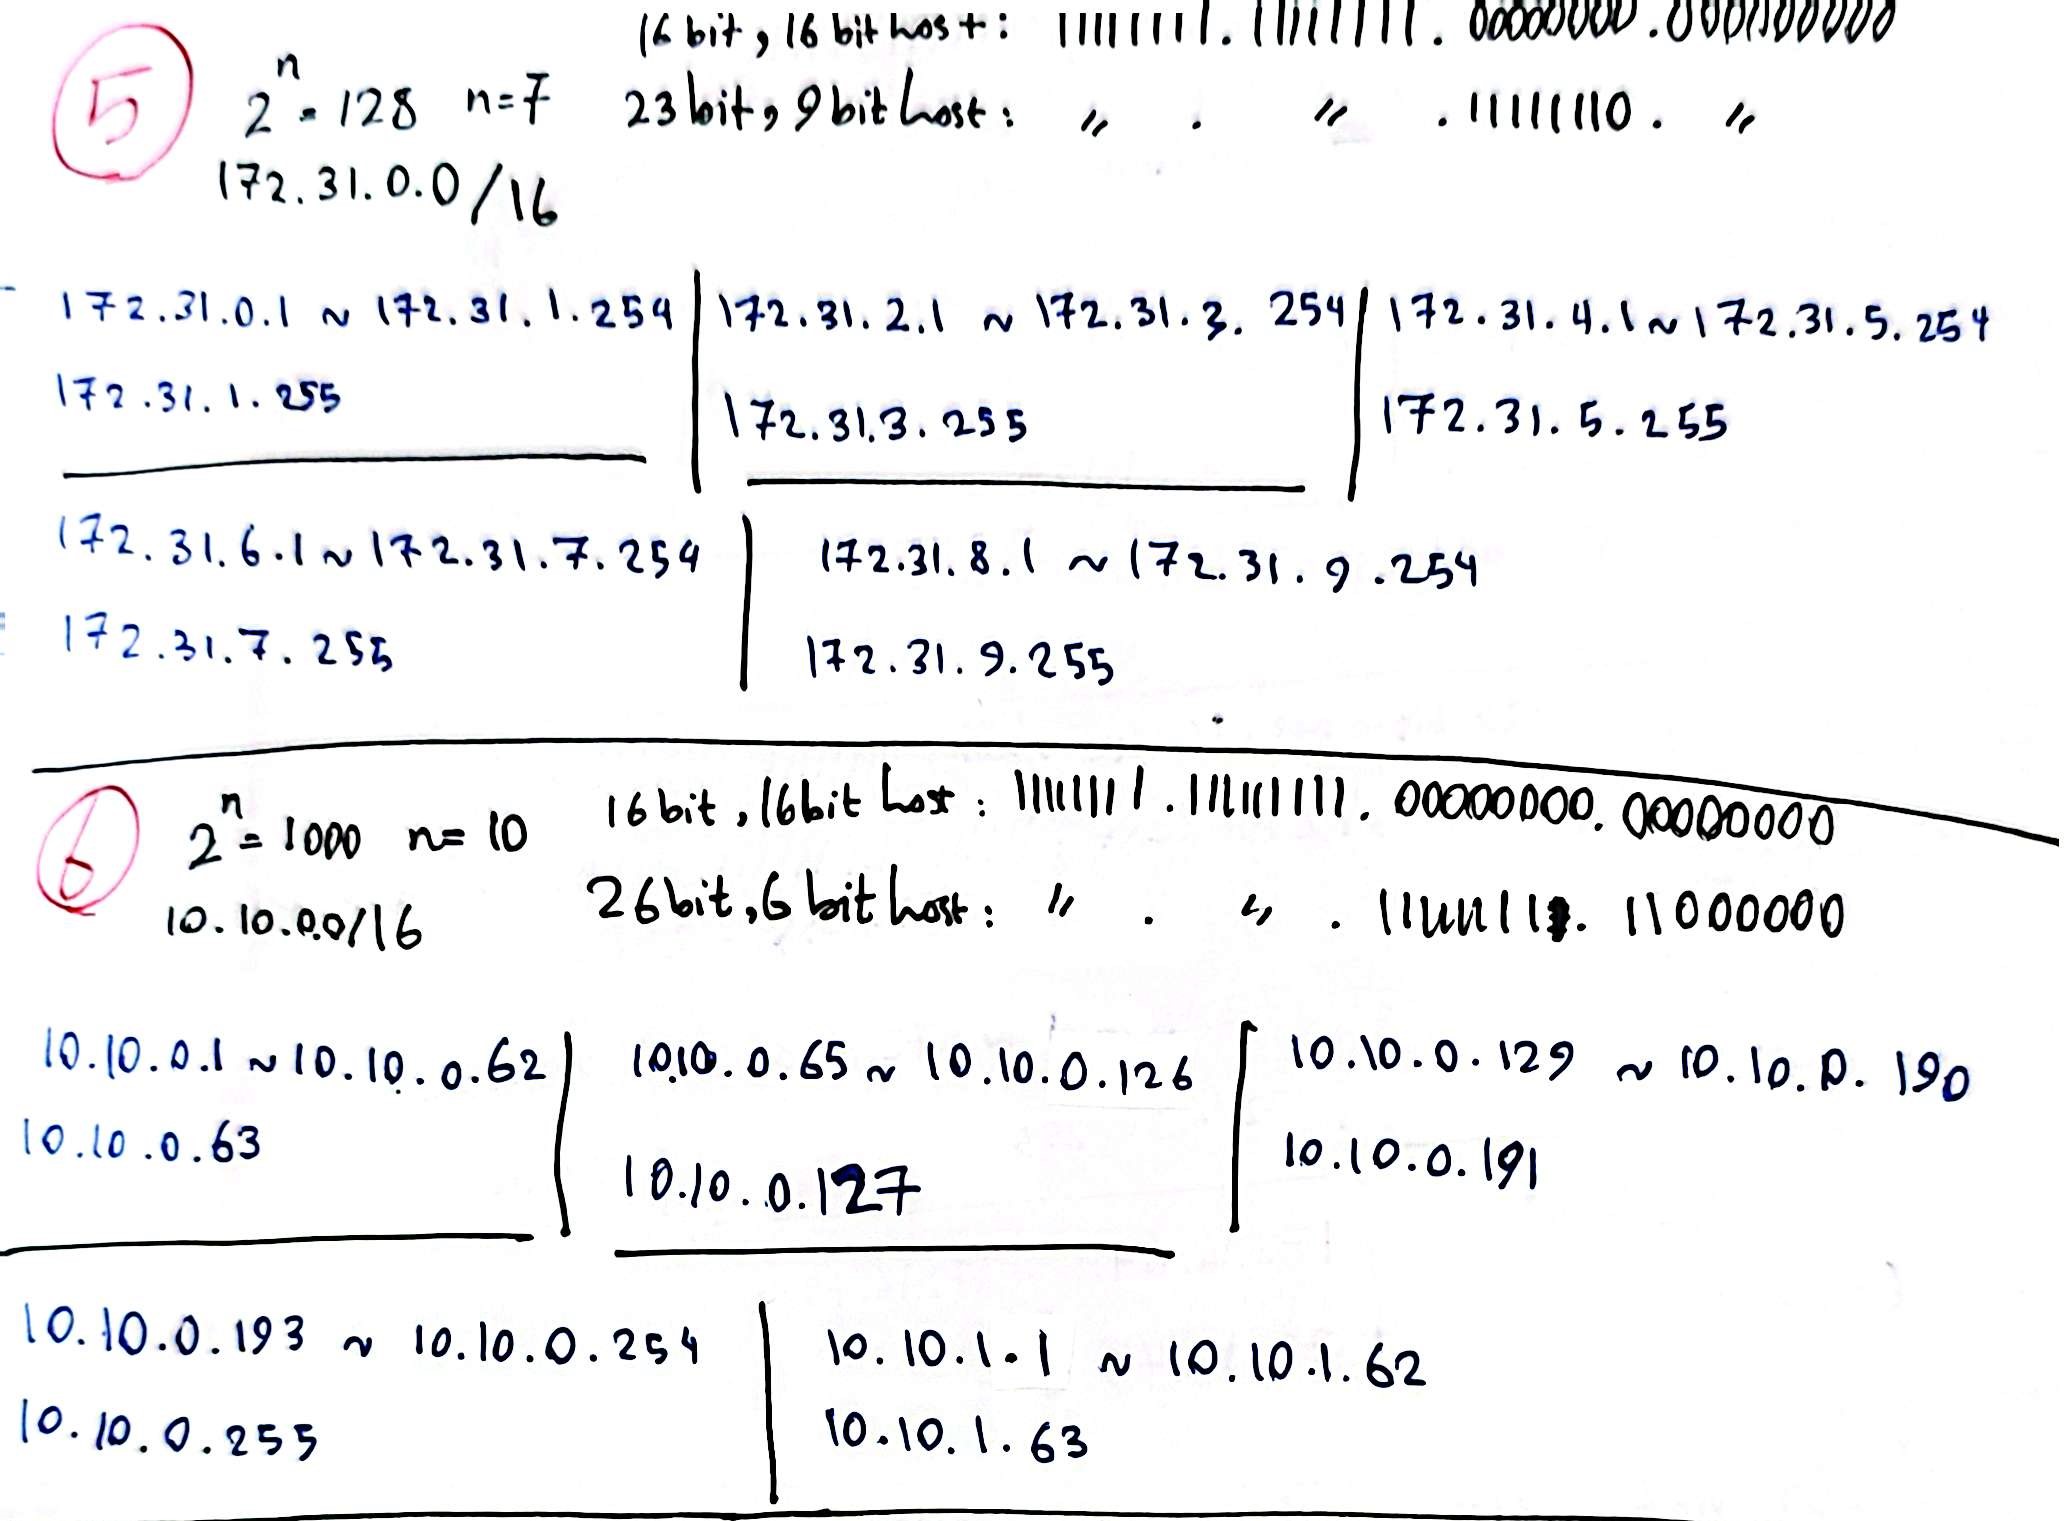 16 bit, 16 bit host: 11111111.11111111.00000000.000000000
5
2^n = 128 n=7 23 bit, 9 bit host: " . " .11111110. "
172.31.0.0/16
172.31.0.1 ~ 172.31.1.254 172.31.2.1 ~ 172.31.3.254 172.31.4.1 ~ 172.31.5.254
172.31.1.255 172.31.3.255 172.31.5.255
172.31.6.1 ~ 172.31.7.254 172.31.8.1 ~ 172.31.9.254
172.31.7.255 172.31.9.255
6
2^n = 1000 n= 10 16 bit, 16 bit host: 11111111.11111111.00000000.00000000
10.10.0.0/16 26 bit, 6 bit host: " . " .11111111.11000000
10.10.0.1 ~ 10.10.0.62 10.10.0.65 ~ 10.10.0.126 10.10.0.129 ~ 10.10.0.190
10.10.0.63 10.10.0.127 10.10.0.191
10.10.0.193 ~ 10.10.0.254 10.10.1.1 ~ 10.10.1.62
10.10.0.255 10.10.1.63